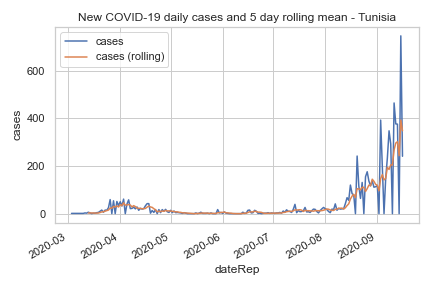 New COVID-19 daily cases and 5 day rolling mean - Tunisia
cases
cases (rolling)
600
400
200
0
cases
2020-03
2020-04
2020-05
2020-06
2020-07
2020-08
2020-09
dateRep